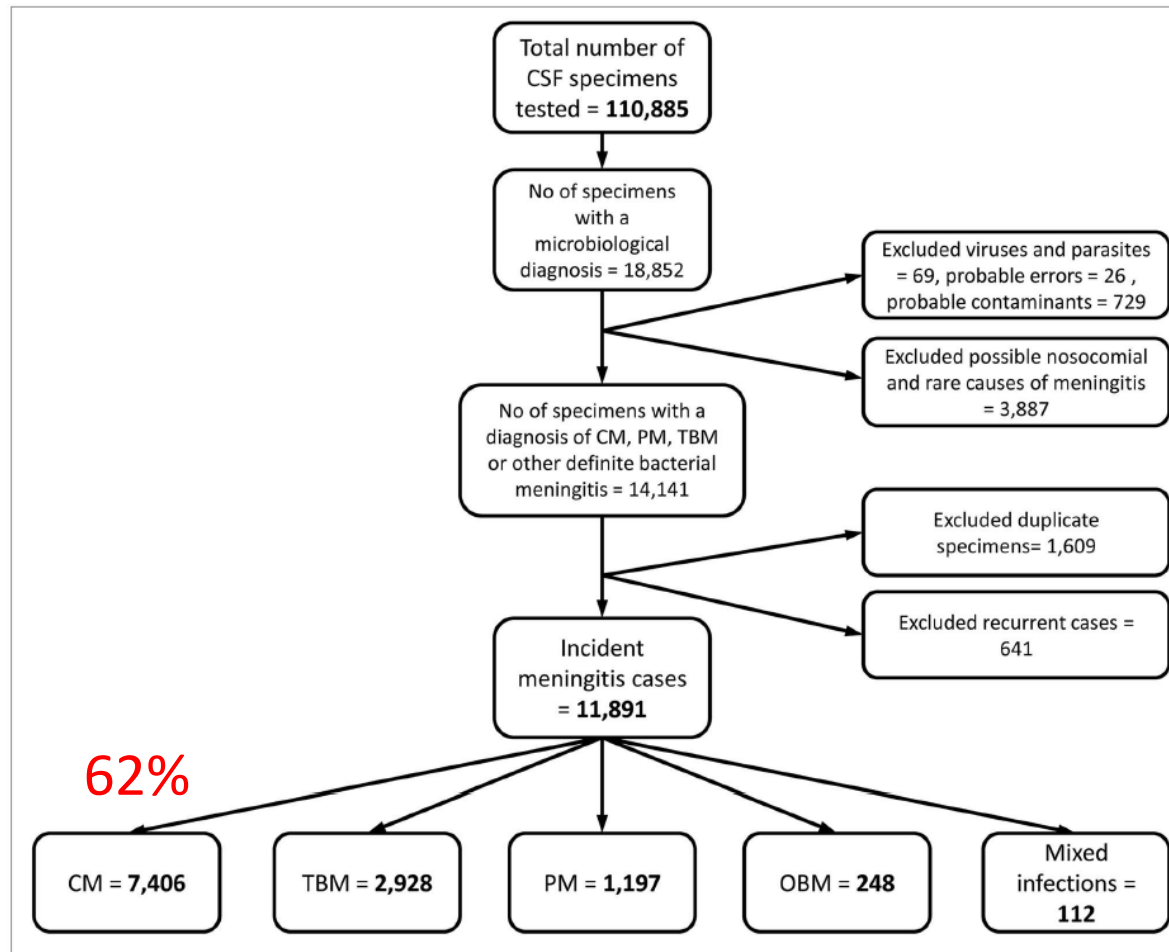 Total number of
CSF specimens
tested = 110,885
No of specimens
with a
microbiological
diagnosis = 18,852
Excluded viruses and parasites
= 69, probable errors = 26 ,
probable contaminants = 729
Excluded possible nosocomial
and rare causes of meningitis
= 3,887
No of specimens with a
diagnosis of CM, PM, TBM
or other definite bacterial
meningitis = 14,141
Excluded duplicate
specimens= 1,609
Excluded recurrent cases =
641
Incident
meningitis cases
= 11,891
62%
CM = 7,406
TBM = 2,928
PM = 1,197
OBM = 248
Mixed
infections =
112